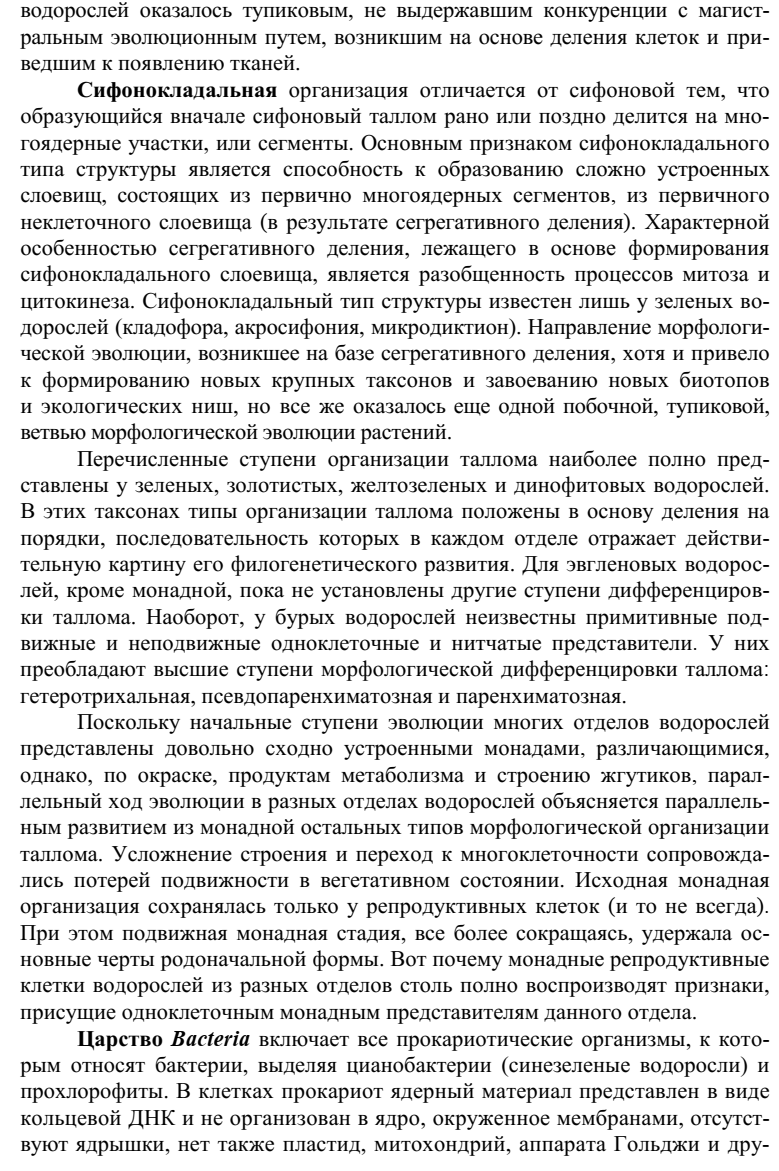 водорослей оказалось тупиковым, не выдержавшим конкуренции с магист-
ральным эволюционным путем, возникшим на основе деления клеток и при-
ведшим к появлению тканей.
Сифонокладальная организация отличается от сифоновой тем, что
образующийся вначале сифоновый таллом рано или поздно делится на мно-
гоядерные участки, или сегменты. Основным признаком сифонокладального
типа структуры является способность к образованию сложно устроенных
слоевищ, состоящих из первично многоядерных сегментов, из первичного
неклеточного слоевища (в результате сегрегативного деления). Характерной
особенностью сегрегативного деления, лежащего в основе формирования
сифонокладального слоевища, является разобщенность процессов митоза и
цитокинеза. Сифонокладальный тип структуры известен лишь у зеленых во-
дорослей (кладофора, акросифония, микродиктион). Направление морфологи-
ческой эволюции, возникшее на базе сегрегативного деления, хотя и привело
к формированию новых крупных таксонов и завоеванию новых биотопов
и экологических ниш, но все же оказалось еще одной побочной, тупиковой,
ветвью морфологической эволюции растений.
Перечисленные ступени организации таллома наиболее полно пред-
ставлены у зеленых, золотистых, желтозеленых и динофитовых водорослей.
В этих таксонах типы организации таллома положены в основу деления на
порядки, последовательность которых в каждом отделе отражает действи-
тельную картину его филогенетического развития. Для эвгленовых водорос-
лей, кроме монадной, пока не установлены другие ступени дифференциров-
ки таллома. Наоборот, у бурых водорослей неизвестны примитивные под-
вижные и неподвижные одноклеточные и нитчатые представители. У них
преобладают высшие ступени морфологической дифференцировки таллома:
гетеротрихальная, псевдопаренхиматозная и паренхиматозная.
Поскольку начальные ступени эволюции многих отделов водорослей
представлены довольно сходно устроенными монадами, различающимися,
однако, по окраске, продуктам метаболизма и строению жгутиков, парал-
лельный ход эволюции в разных отделах водорослей объясняется параллель-
ным развитием из монадной остальных типов морфологической организации
таллома. Усложнение строения и переход к многоклеточности сопровожда-
лись потерей подвижности в вегетативном состоянии. Исходная монадная
организация сохранялась только у репродуктивных клеток (и то не всегда).
При этом подвижная монадная стадия, все более сокращаясь, удержала ос-
новные черты родоначальной формы. Вот почему монадные репродуктивные
клетки водорослей из разных отделов столь полно воспроизводят признаки,
присущие одноклеточным монадным представителям данного отдела.
Царство Bacteria включает все прокариотические организмы, к кото-
рым относят бактерии, выделяя цианобактерии (синезеленые водоросли) и
прохлорофиты. В клетках прокариот ядерный материал представлен в виде
кольцевой ДНК и не организован в ядро, окруженное мембранами, отсутст-
вуют ядрышки, нет также пластид, митохондрий, аппарата Гольджи и дру-